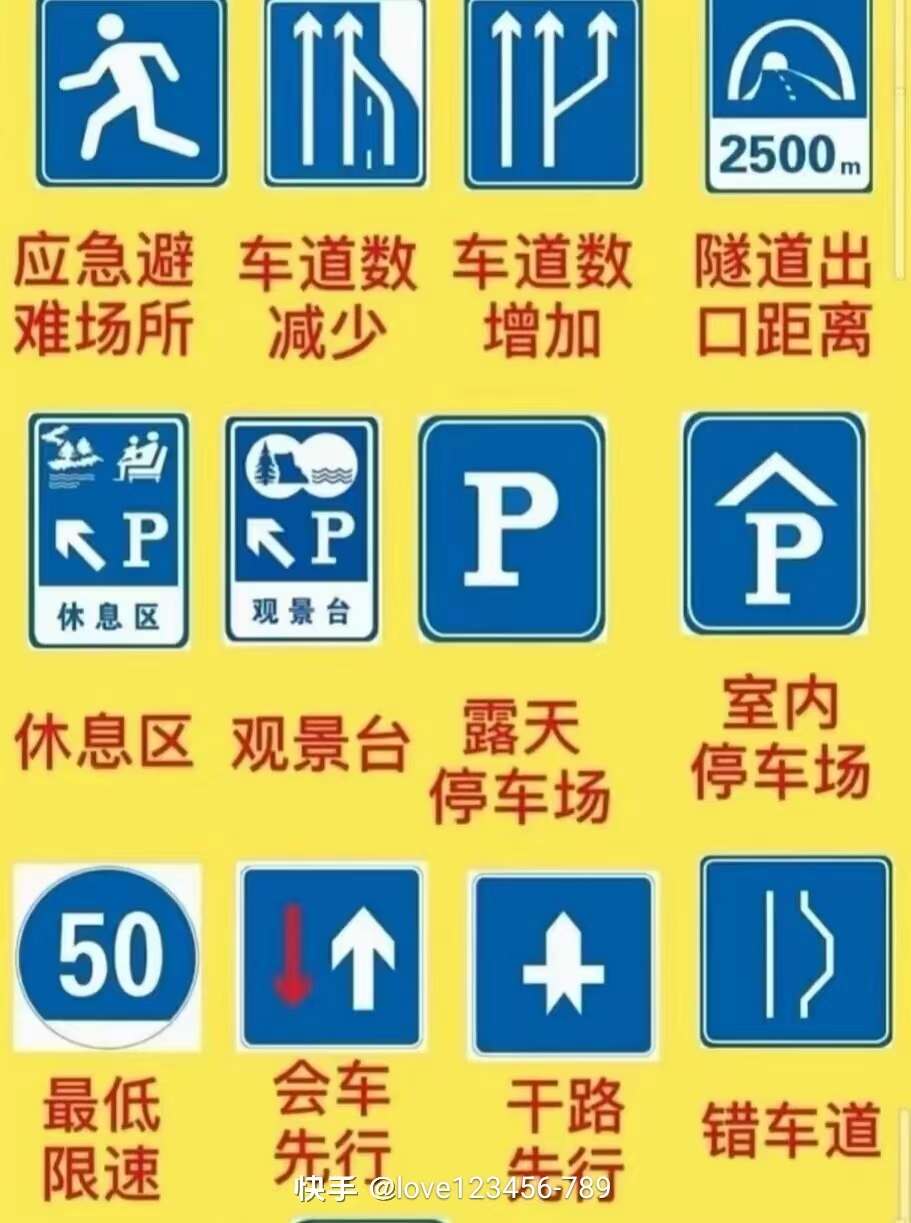 2500m
应急避
难场所
车道数
减少
车道数
增加
隧道出
口距离
P
休息区
P
观景台
P
P
休息区
观景台
露天
停车场
室内
停车场
50
最低
限速
会车
先行
干路
先行
错车道
快手 @love123456-789